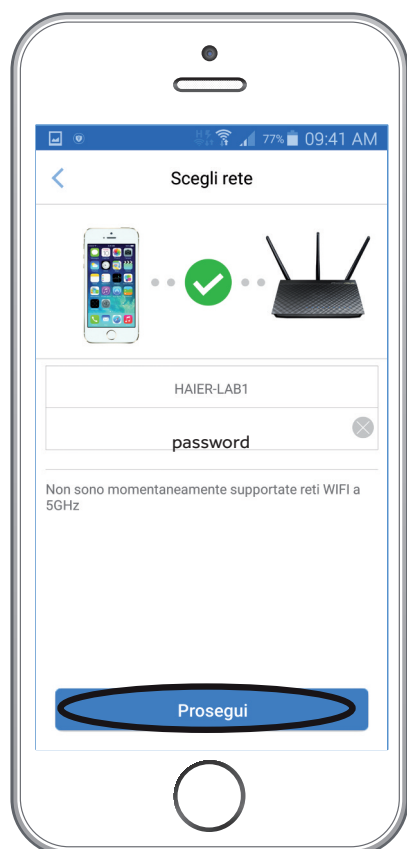 77% 09:41 AM
Scegli rete
HAIER-LAB1
password
Non sono momentaneamente supportate reti WIFI a
5GHz
Prosegui